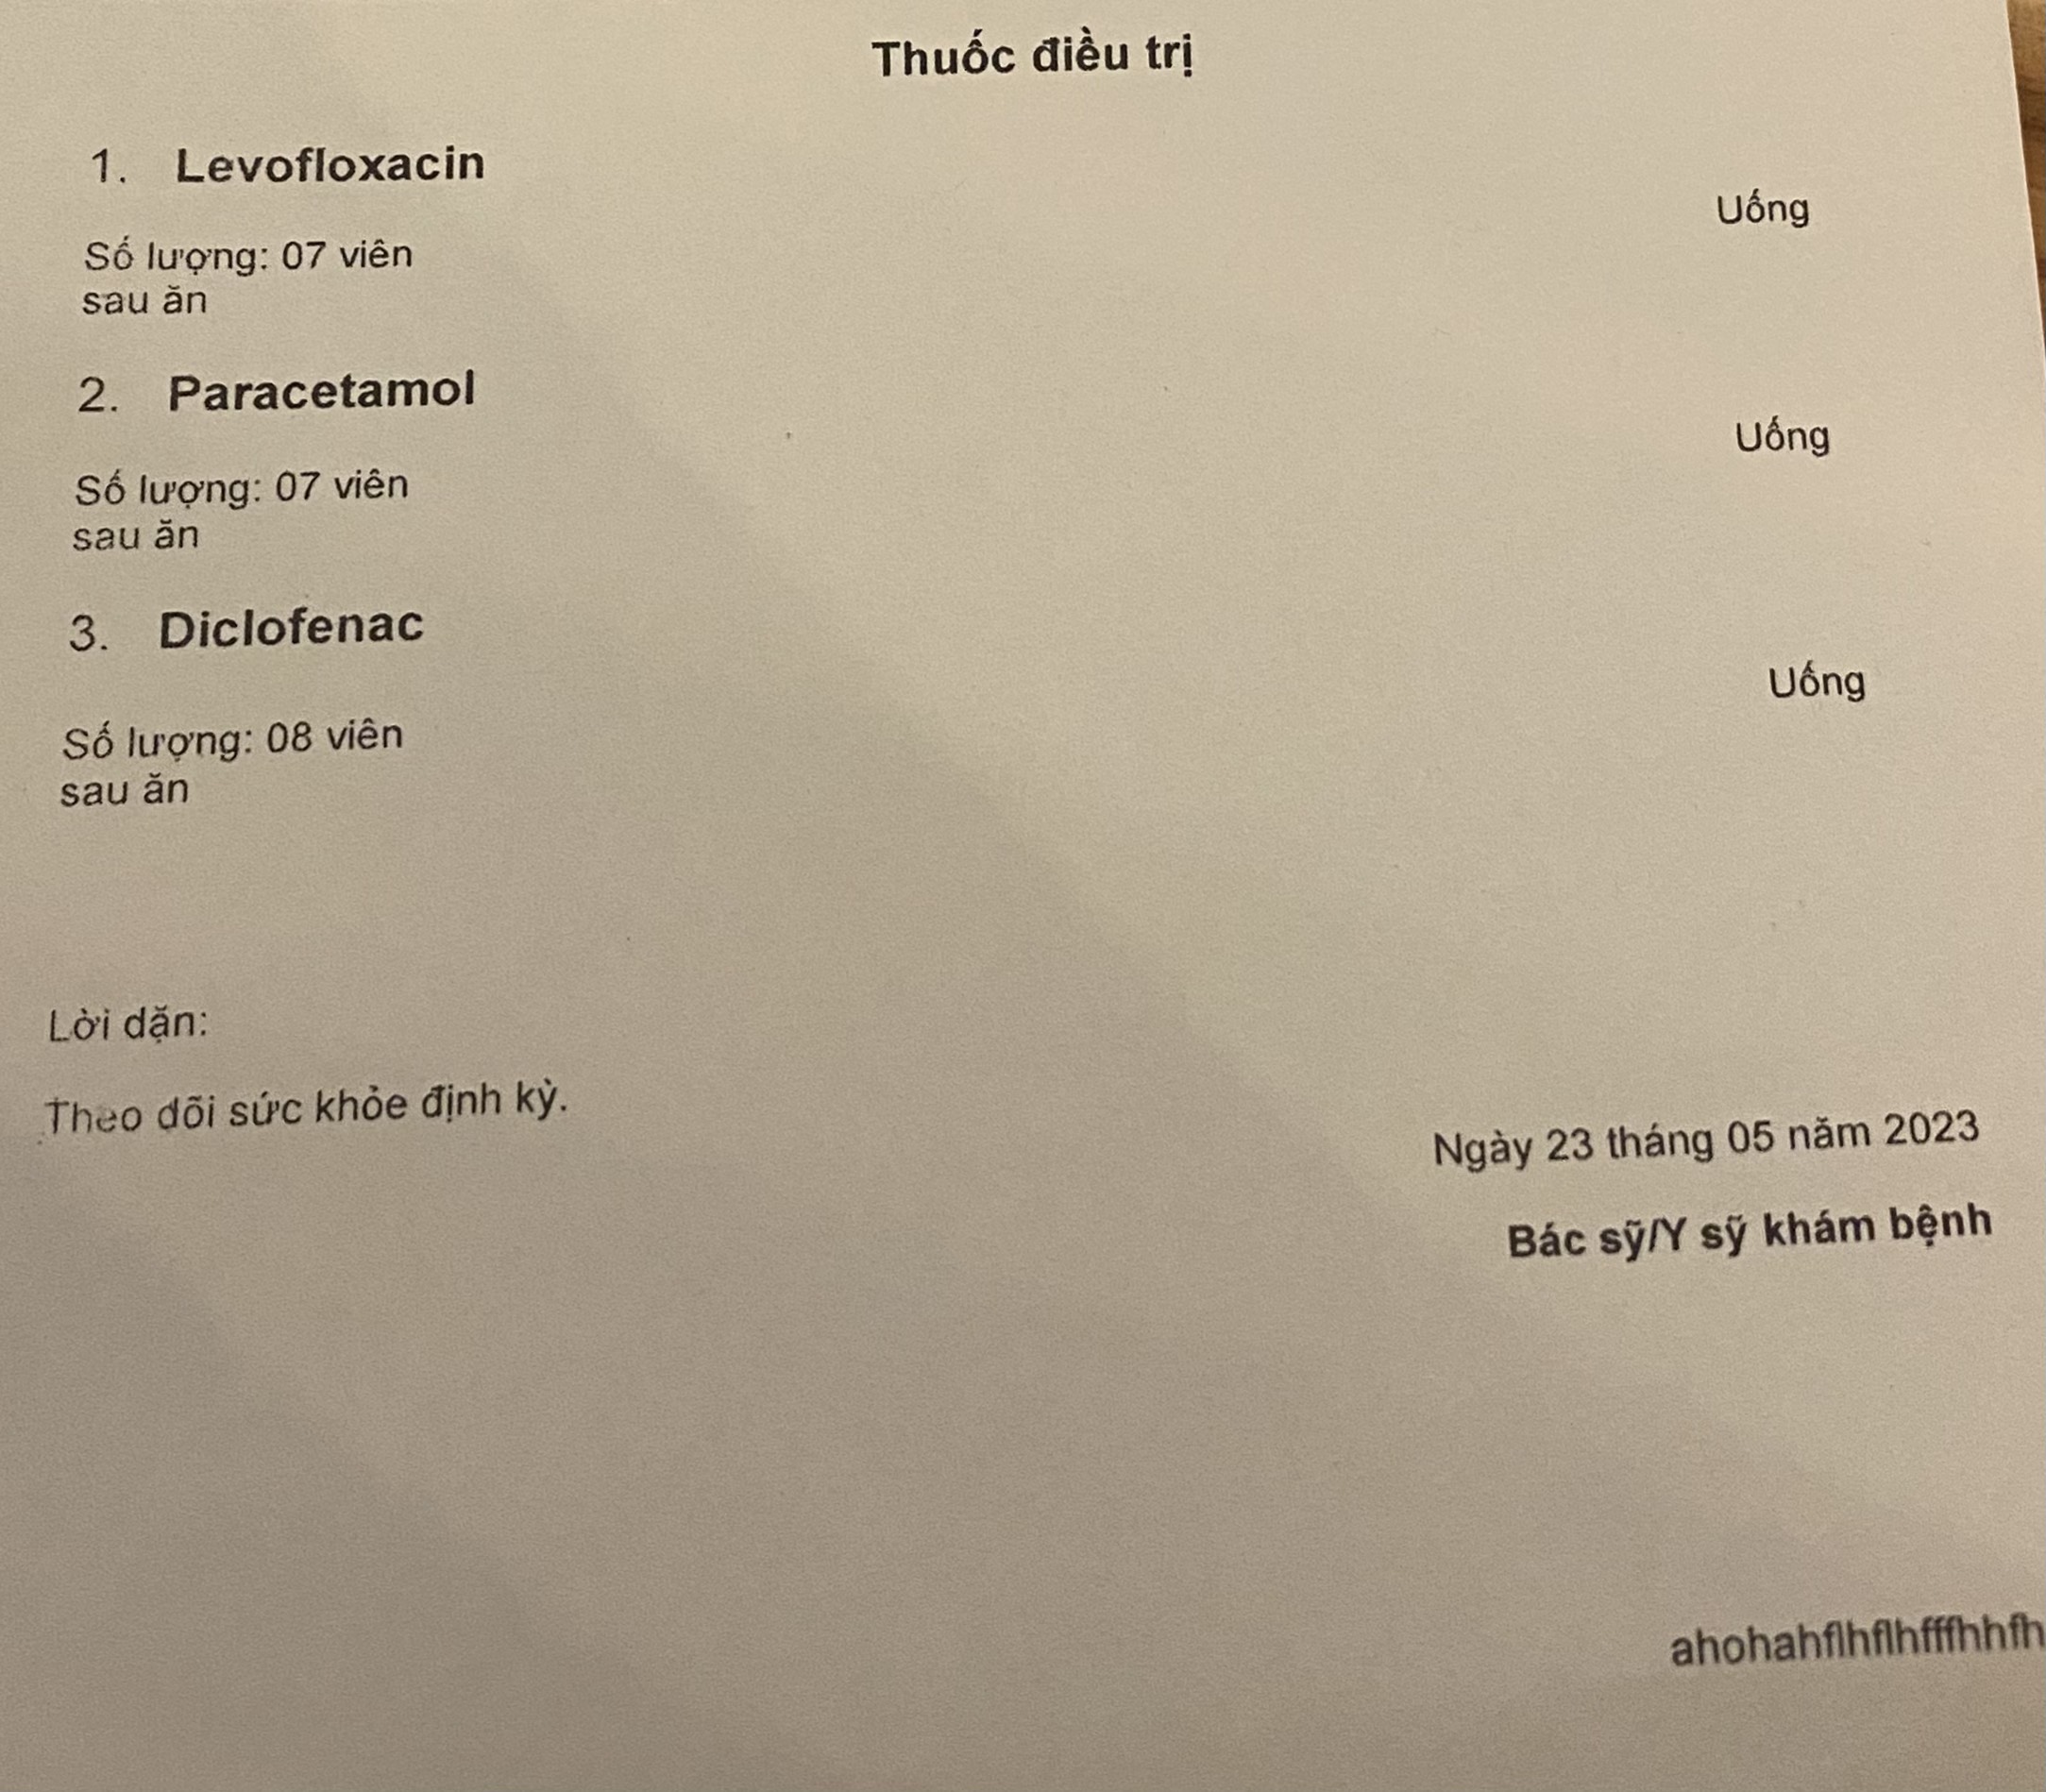 Thuốc điều trị
1. Levofloxacin
Uống
Số lượng: 07 viên
sau ăn
2. Paracetamol
Uống
Số lượng: 07 viên
sau ăn
3. Diclofenac
Uống
Số lượng: 08 viên
sau ăn
Lời dặn:
Theo dõi sức khỏe định kỳ.
Ngày 23 tháng 05 năm 2023
Bác sỹ/Y sỹ khám bệnh